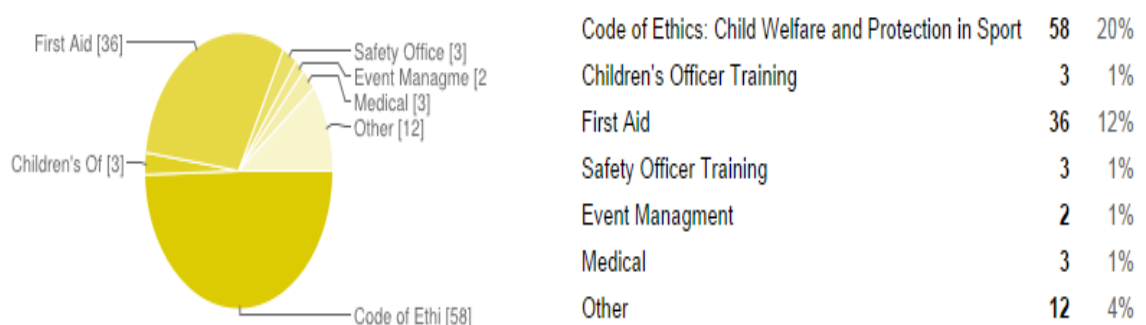 First Aid [36]
Safety Office [3]
Event Managme [2
Medical [3]
Other [12]
Children's Of [3]
Code of Ethi [58]
Code of Ethics: Child Welfare and Protection in Sport 58 20%
Children's Officer Training 3 1%
First Aid 36 12%
Safety Officer Training 3 1%
Event Managment 2 1%
Medical 3 1%
Other 12 4%